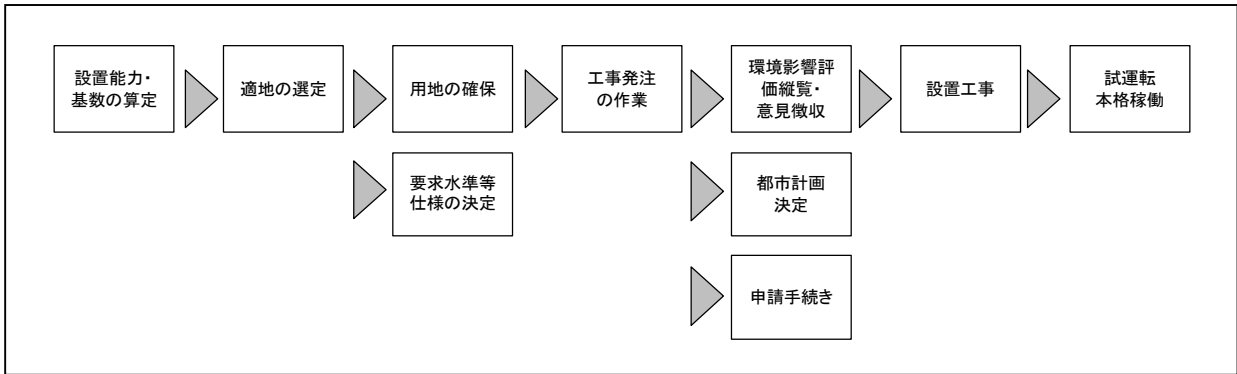 設置能力・
基数の算定
適地の選定
用地の確保
工事発注
の作業
環境影響評
価縦覧・
意見徴収
設置工事
試運転
本格稼働
要求水準等
仕様の決定
都市計画
決定
申請手続き